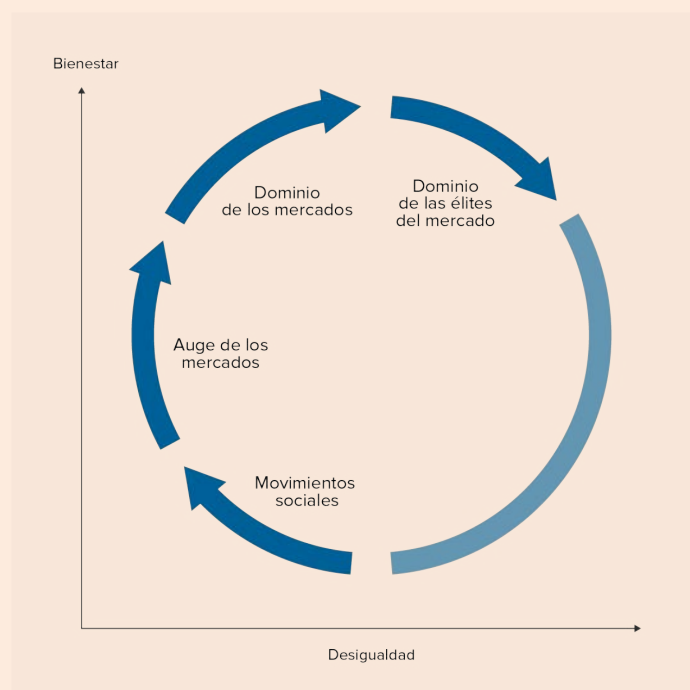 Bienestar
Dominio
de los mercados
Dominio
de las élites
del mercado
Auge de los
mercados
Movimientos
sociales
Desigualdad